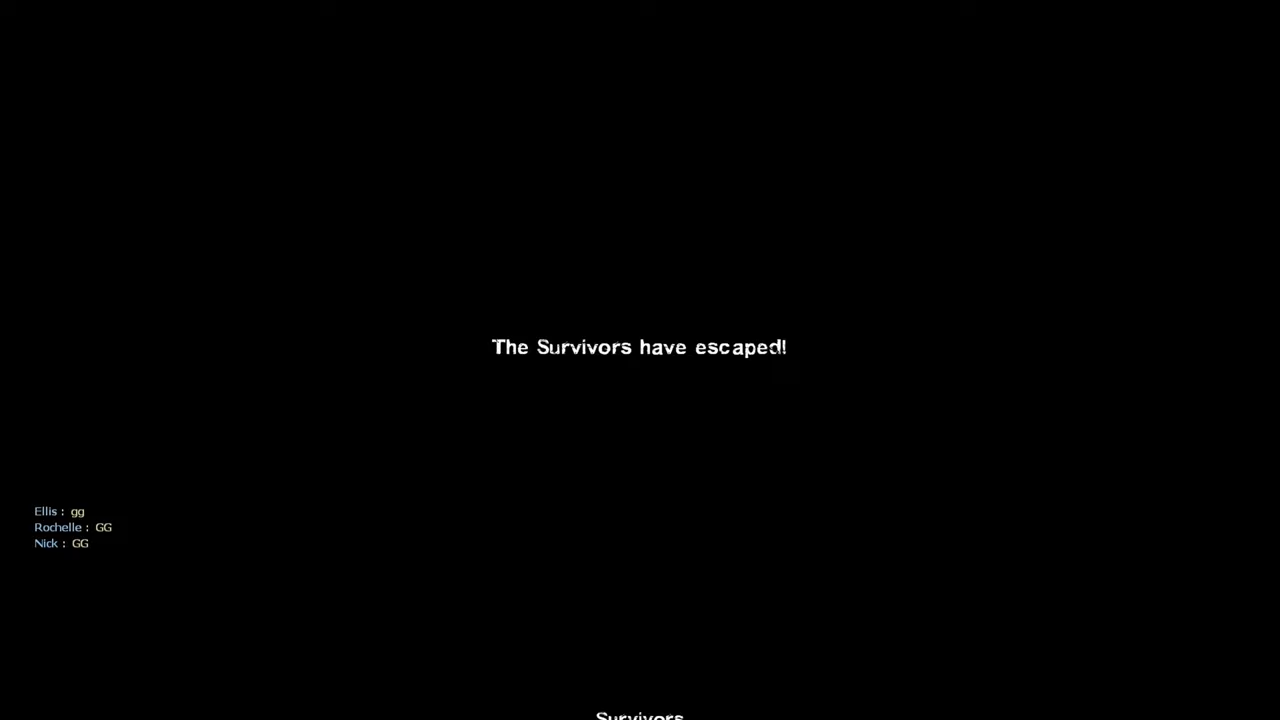 The Survivors have escaped!
Ellis : gg
Rochelle : GG
Nick : GG
Survivors